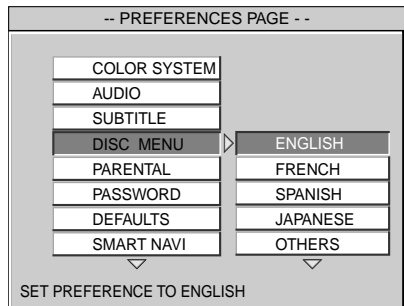 -- PREFERENCES PAGE - -
COLOR SYSTEM
AUDIO
SUBTITLE
DISC MENU
ENGLISH
PARENTAL
FRENCH
PASSWORD
SPANISH
DEFAULTS
JAPANESE
SMART NAVI
OTHERS
SET PREFERENCE TO ENGLISH